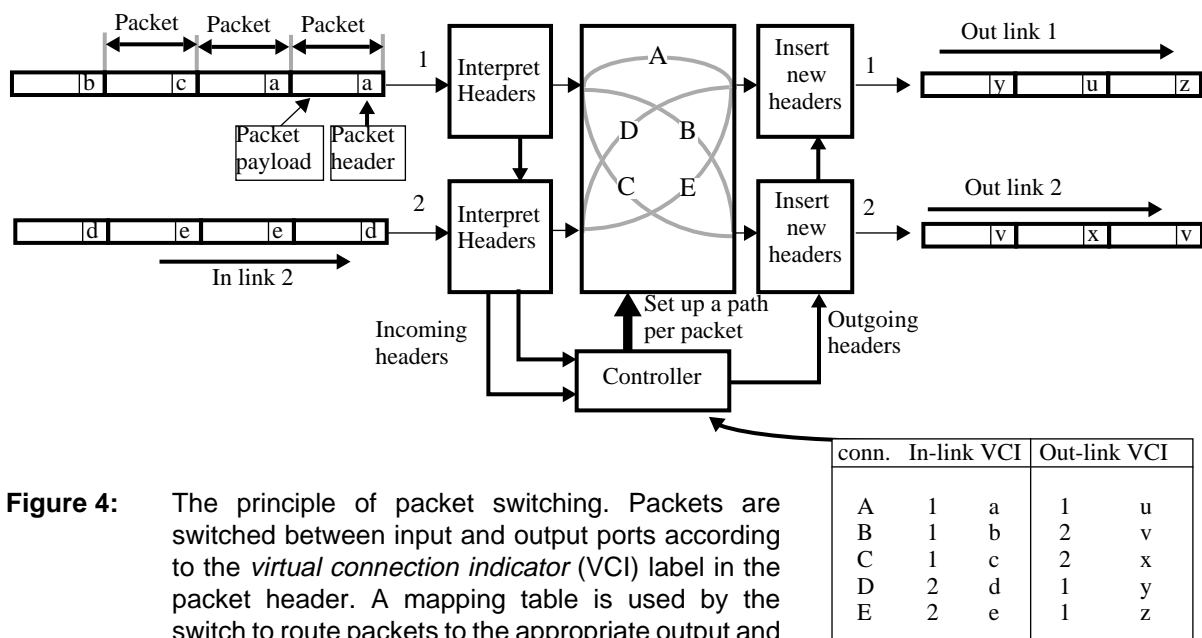 Packet Packet Packet
b c a a
1
Interpret
Headers
A
D B
C E
Insert
new
headers
1
Out link 1
y u z
Packet
payload
Packet
header
d e e d
In link 2
2
Interpret
Headers
Insert
new
headers
2
Out link 2
v x v
Incoming
headers
Set up a path
per packet
Outgoing
headers
Controller
conn. In-link VCI Out-link VCI
A 1 a 1 u
B 1 b 2 v
C 1 c 2 x
D 2 d 1 y
E 2 e 1 z
Figure 4: The principle of packet switching. Packets are
switched between input and output ports according
to the virtual connection indicator (VCI) label in the
packet header. A mapping table is used by the
switch to route packets to the appropriate output and